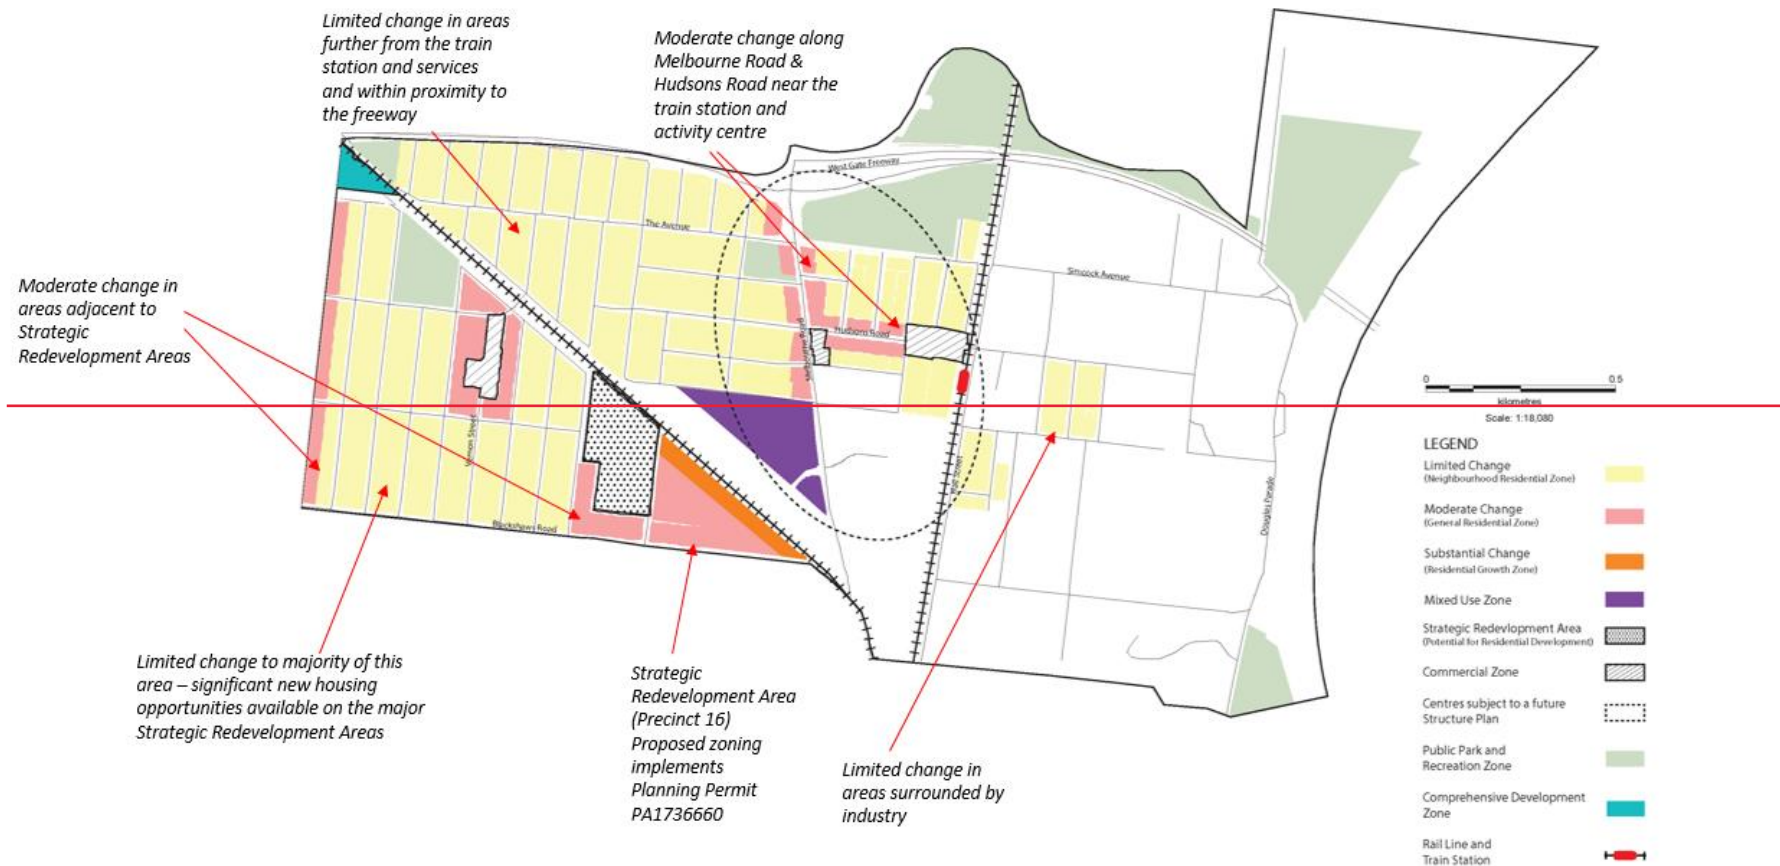 Limited change in areas
further from the train
station and services
and within proximity to
the freeway
Moderate change along
Melbourne Road &
Hudsons Road near the
train station and
activity centre
West Gate Freeway
The Avenue
Simcock Avenue
Moderate change in
areas adjacent to
Strategic
Redevelopment Areas
Melbourne Road
Hudsons Road
Vernon Street
Hall Street
Douglas Parade
Blackshaws Road
0 0.5
kilometres
Scale: 1:18,080
LEGEND
Limited Change
(Neighbourhood Residential Zone)
Moderate Change
(General Residential Zone)
Substantial Change
(Residential Growth Zone)
Mixed Use Zone
Strategic Redevlopment Area
(Potential for Residential Development)
Commercial Zone
Centres subject to a future
Structure Plan
Public Park and
Recreation Zone
Comprehensive Development
Zone
Rail Line and
Train Station
Limited change to majority of this
area – significant new housing
opportunities available on the major
Strategic Redevelopment Areas
Strategic
Redevelopment Area
(Precinct 16)
Proposed zoning
implements
Planning Permit
PA1736660
Limited change in
areas surrounded by
industry